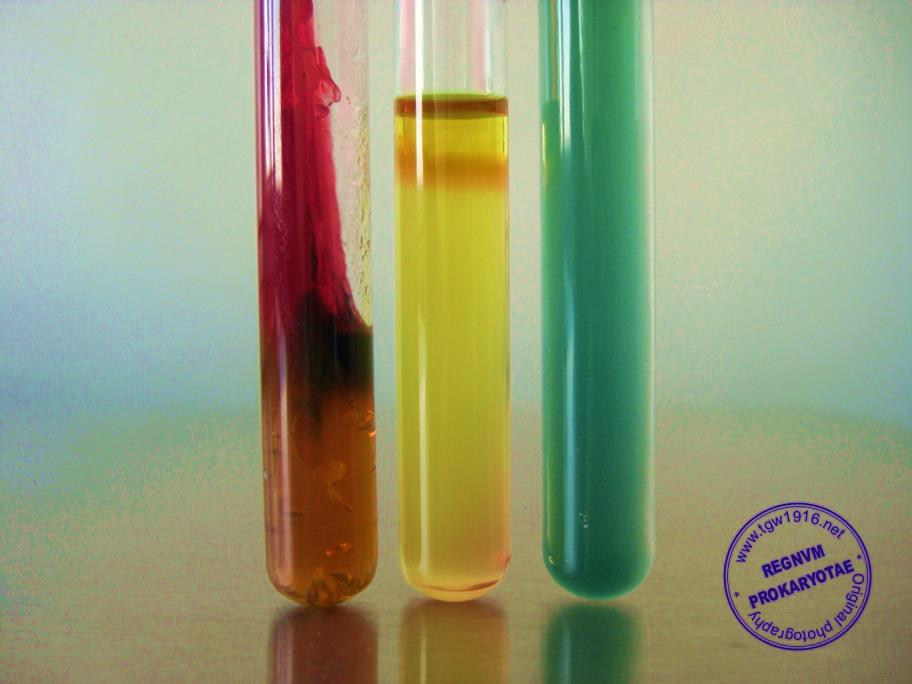 www.tgw1916.net
REGNVM
PROKARYOTAE
* Original photography *